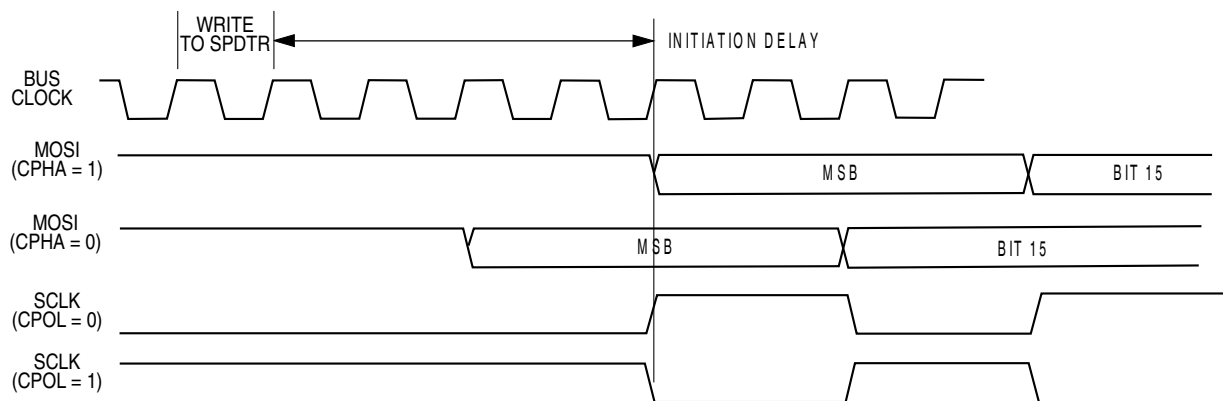 WRITE
TO SPDTR
INITIATION DELAY
BUS
CLOCK
MOSI
(CPHA = 1)
MSB
BIT 15
MOSI
(CPHA = 0)
MSB
BIT 15
SCLK
(CPOL = 0)
SCLK
(CPOL = 1)